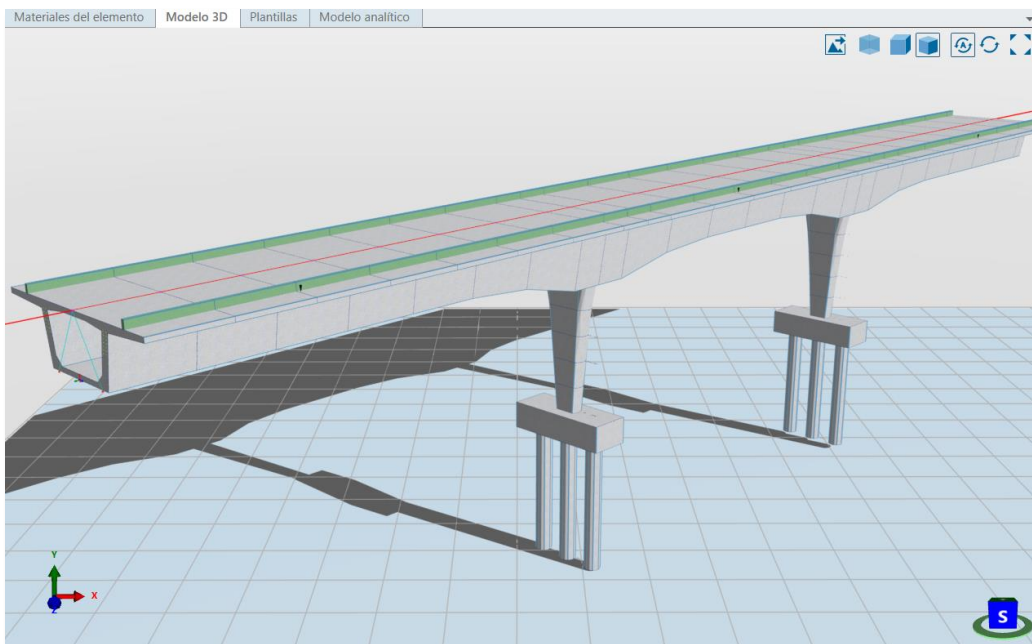 Materiales del elemento Modelo 3D Plantillas Modelo analítico
A
Y
X
Z
S